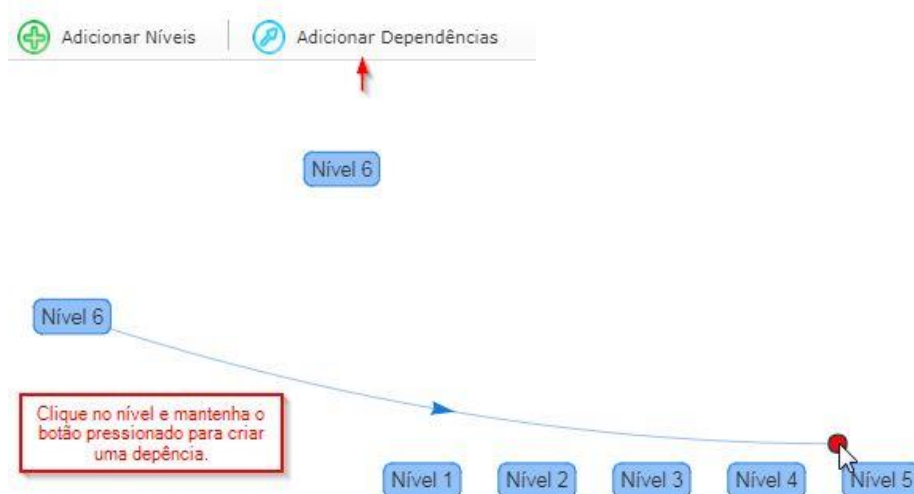 Adicionar Níveis
Adicionar Dependências
Nível 6
Nível 6
Clique no nível e mantenha o
botão pressionado para criar
uma depência.
Nível 1
Nível 2
Nível 3
Nível 4
Nível 5